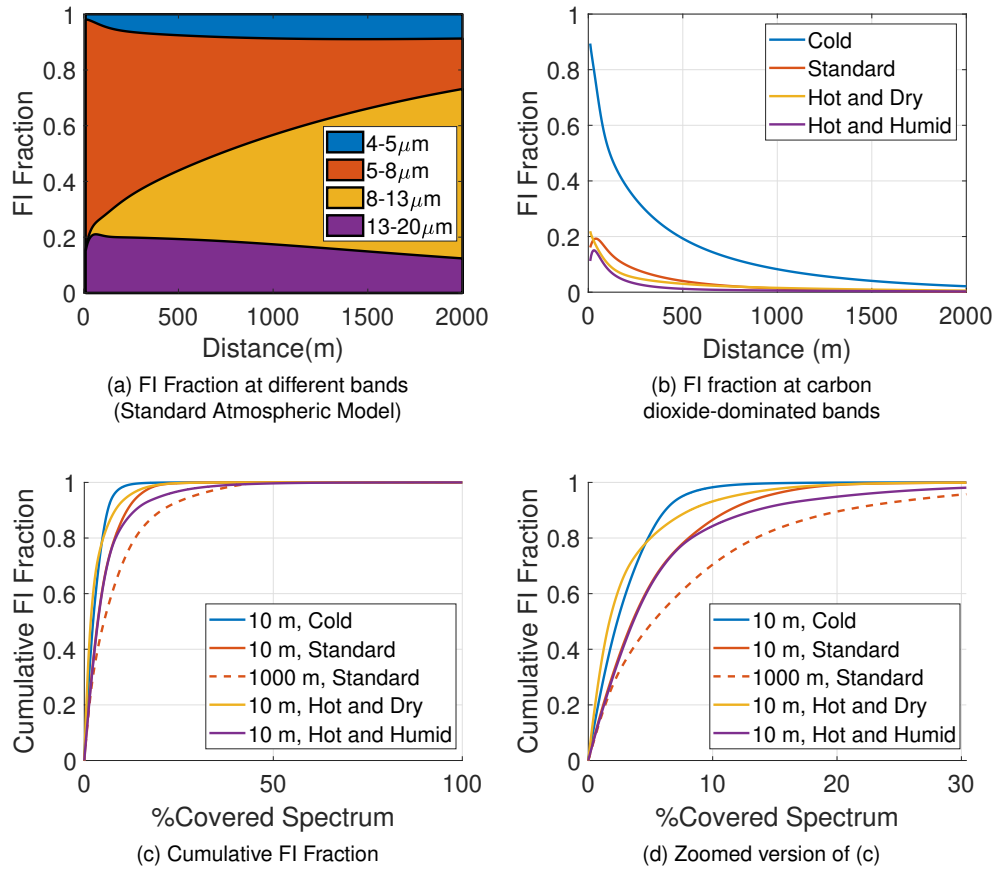 1
0.8
0.6
0.4
0.2
0
FI Fraction
4-5μm
5-8μm
8-13μm
13-20μm
0 500 1000 1500 2000
Distance(m)
(a) FI Fraction at different bands
(Standard Atmospheric Model)
1
0.8
0.6
0.4
0.2
0
FI Fraction
Cold
Standard
Hot and Dry
Hot and Humid
0 500 1000 1500 2000
Distance (m)
(b) FI fraction at carbon
dioxide-dominated bands
1
0.8
0.6
0.4
0.2
0
Cumulative FI Fraction
10 m, Cold
10 m, Standard
1000 m, Standard
10 m, Hot and Dry
10 m, Hot and Humid
0 50 100
%Covered Spectrum
(c) Cumulative FI Fraction
1
0.8
0.6
0.4
0.2
0
Cumulative FI Fraction
10 m, Cold
10 m, Standard
1000 m, Standard
10 m, Hot and Dry
10 m, Hot and Humid
0 10 20 30
%Covered Spectrum
(d) Zoomed version of (c)